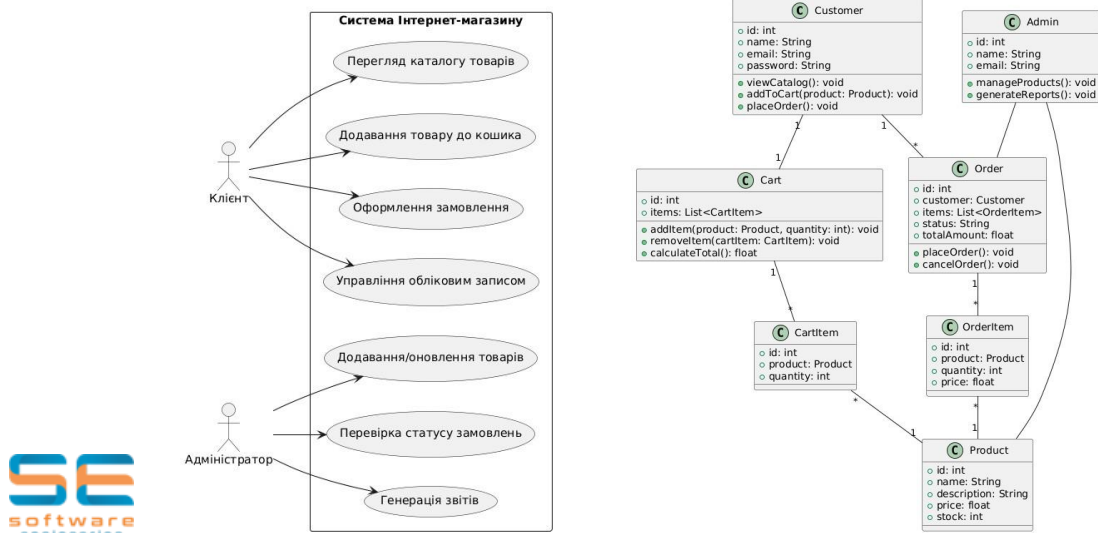 Система Інтернет-магазину
Перегляд каталогу товарів
Додавання товару до кошика
Клієнт
Оформлення замовлення
Управління обліковим записом
Додавання/оновлення товарів
Перевірка статусу замовлень
Адміністратор
Генерація звітів
SE
software
C Customer
id: int
name: String
email: String
password: String
viewCatalog(): void
addToCart(product: Product): void
placeOrder(): void
C Admin
id: int
name: String
email: String
manageProducts(): void
generateReports(): void
1
1
1
*
C Cart
id: int
items: List<CartItem>
addItem(product: Product, quantity: int): void
removeItem(cartItem: CartItem): void
calculateTotal(): float
C Order
id: int
customer: Customer
items: List<OrderItem>
status: String
totalAmount: float
placeOrder(): void
cancelOrder(): void
1
*
1
*
C CartItem
id: int
product: Product
quantity: int
C OrderItem
id: int
product: Product
quantity: int
price: float
*
1
*
1
C Product
id: int
name: String
description: String
price: float
stock: int